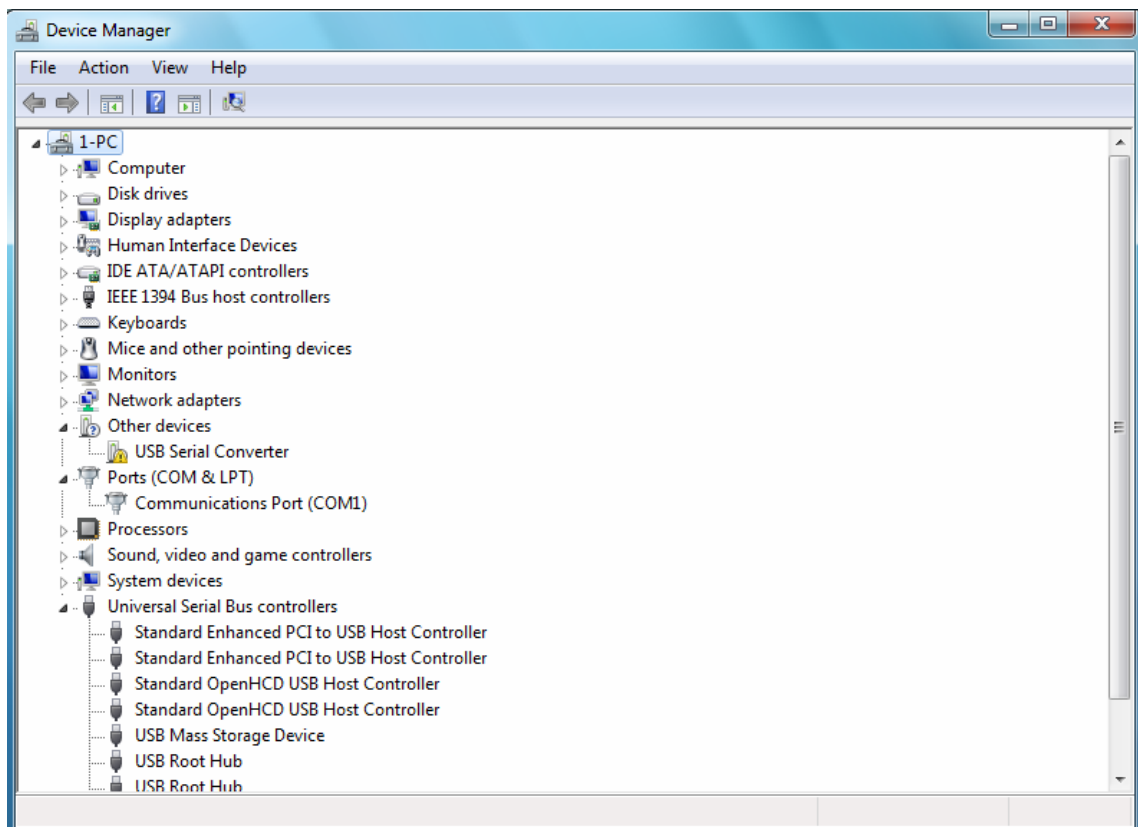 Device Manager
File Action View Help
1-PC
Computer
Disk drives
Display adapters
Human Interface Devices
IDE ATA/ATAPI controllers
IEEE 1394 Bus host controllers
Keyboards
Mice and other pointing devices
Monitors
Network adapters
Other devices
USB Serial Converter
Ports (COM & LPT)
Communications Port (COM1)
Processors
Sound, video and game controllers
System devices
Universal Serial Bus controllers
Standard Enhanced PCI to USB Host Controller
Standard Enhanced PCI to USB Host Controller
Standard OpenHCD USB Host Controller
Standard OpenHCD USB Host Controller
USB Mass Storage Device
USB Root Hub
USB Root Hub